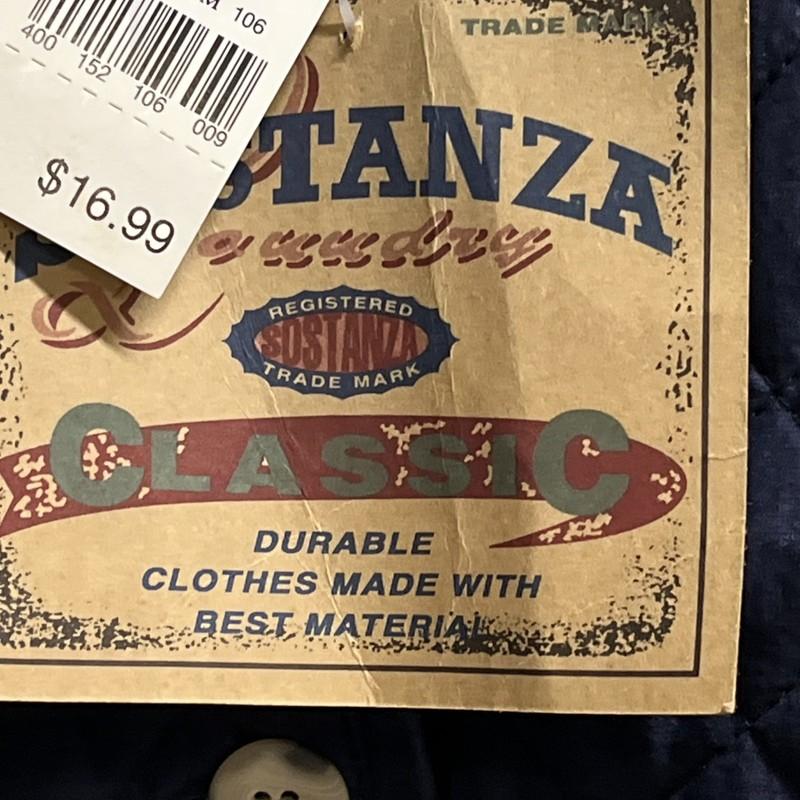 106
400 152 106 009
$16.99
TRADE MARK
STANZA
oundry
REGISTERED
SOSTANZA
TRADE MARK
CLASSIC
DURABLE
CLOTHES MADE WITH
BEST MATERIAL